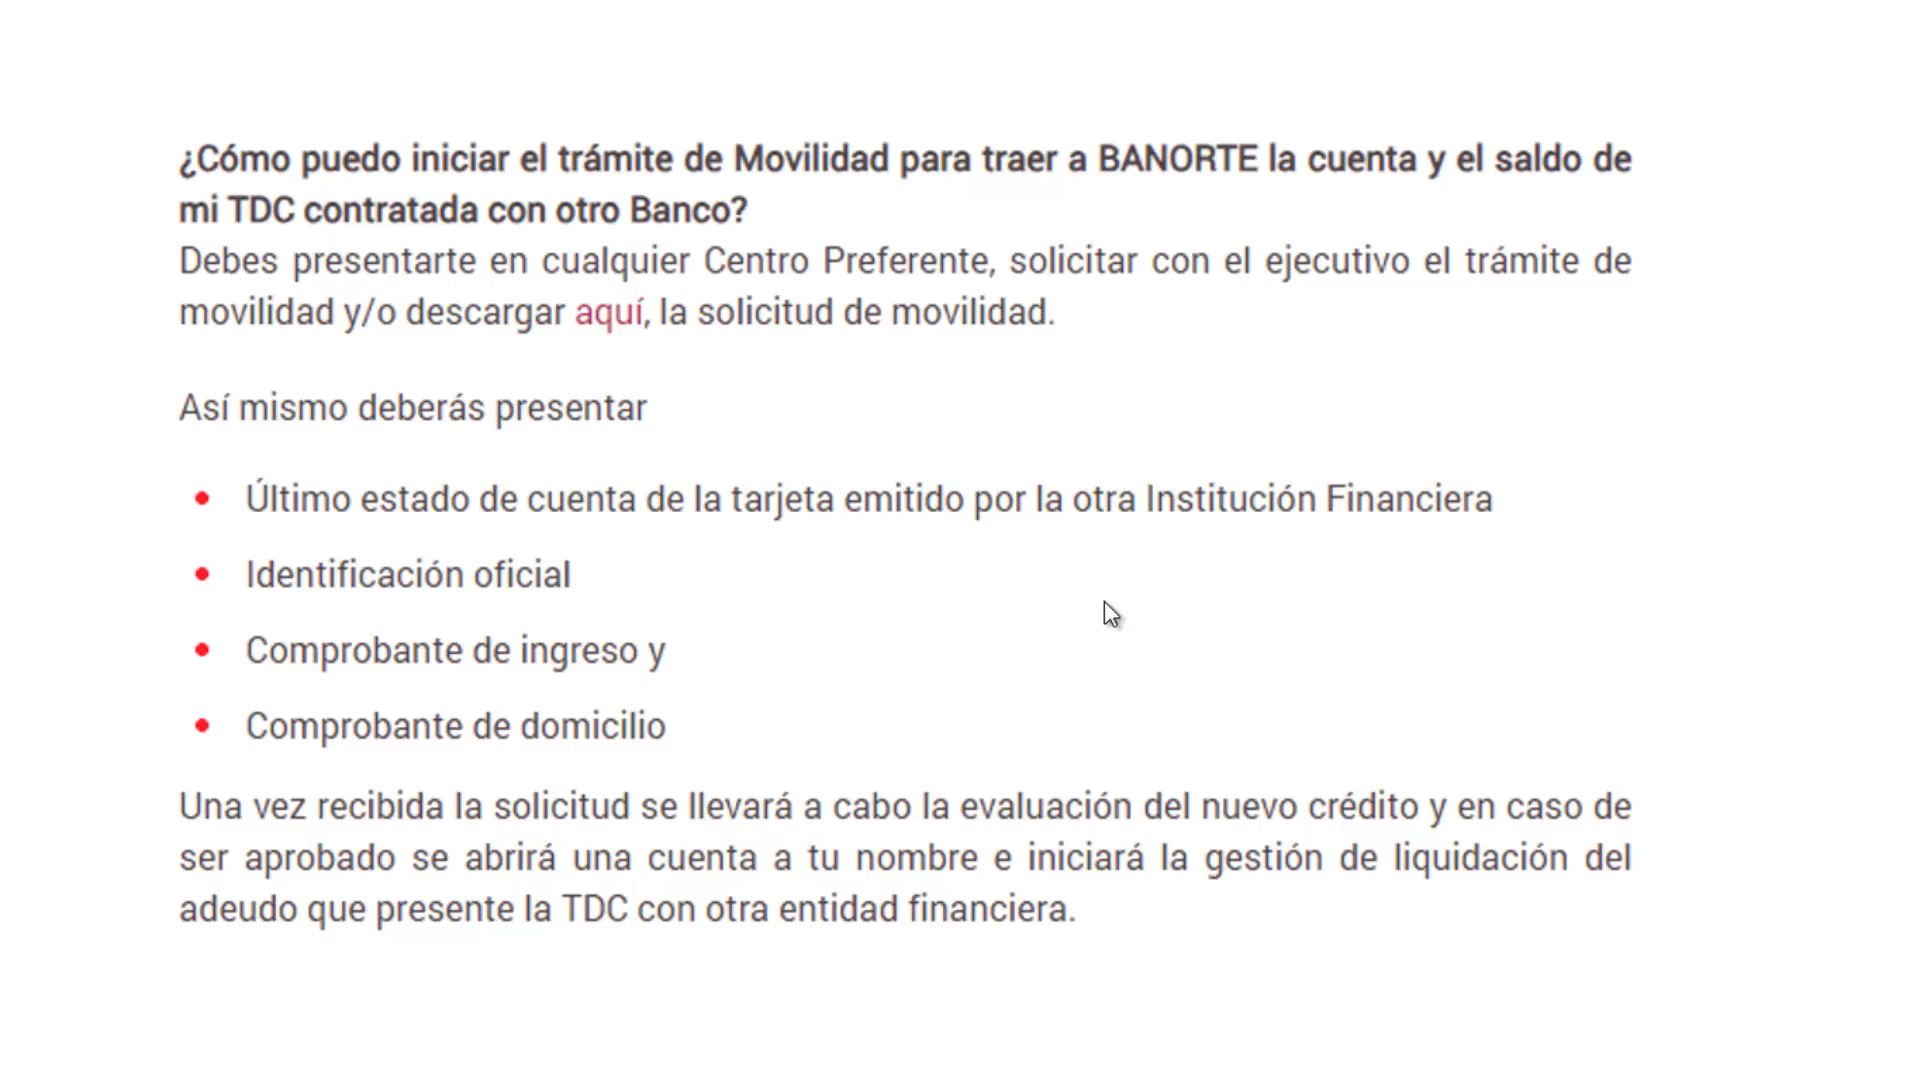 ¿Cómo puedo iniciar el trámite de Movilidad para traer a BANORTE la cuenta y el saldo de
mi TDC contratada con otro Banco?
Debes presentarte en cualquier Centro Preferente, solicitar con el ejecutivo el trámite de
movilidad y/o descargar aquí, la solicitud de movilidad.
Así mismo deberás presentar
• Último estado de cuenta de la tarjeta emitido por la otra Institución Financiera
• Identificación oficial
• Comprobante de ingreso y
• Comprobante de domicilio
Una vez recibida la solicitud se llevará a cabo la evaluación del nuevo crédito y en caso de
ser aprobado se abrirá una cuenta a tu nombre e iniciará la gestión de liquidación del
adeudo que presente la TDC con otra entidad financiera.